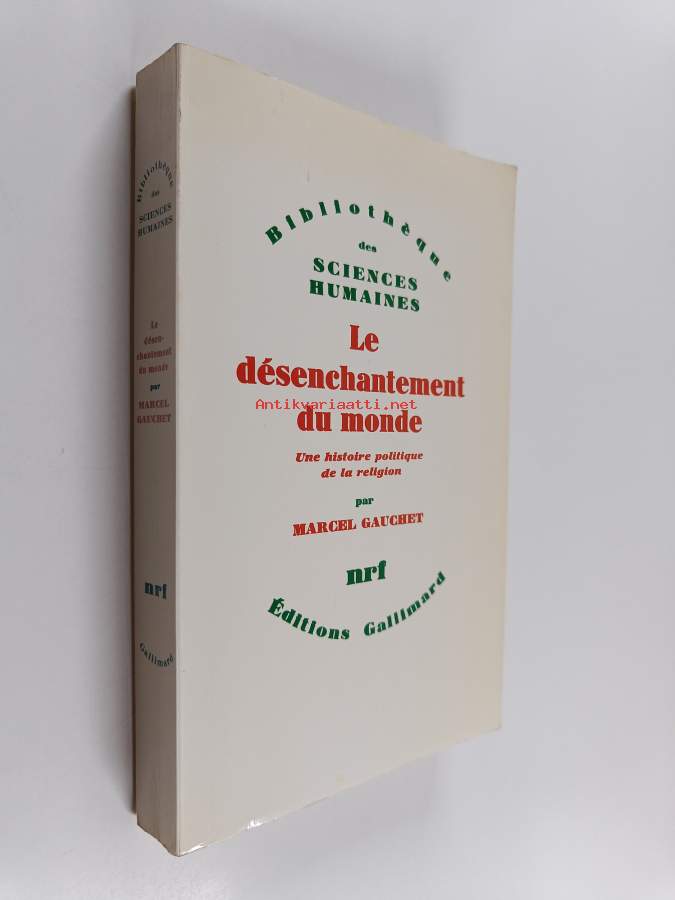 Bibliothèque
des
SCIENCES
HUMAINES
Le
désen-
chantement
du monde
par
MARCEL
GAUCHET
nrf
Gallimard
Bibliothèque
des
SCIENCES
HUMAINES
Le
désenchantement
Antikvariaatti.net
du monde
Une histoire politique
de la religion
par
MARCEL GAUCHET
nrf
Éditions Gallimard